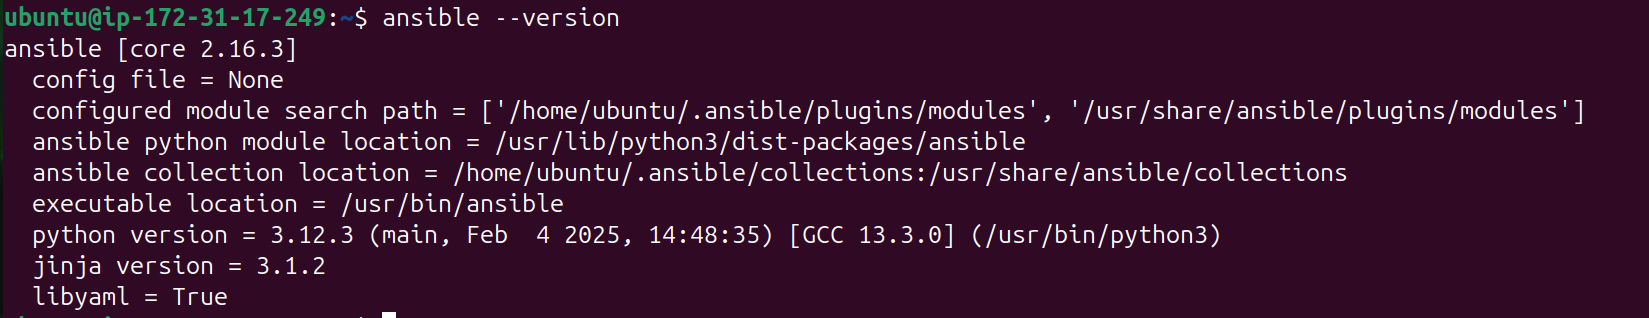 ubuntu@ip-172-31-17-249:~$ ansible --version
ansible [core 2.16.3]
  config file = None
  configured module search path = ['/home/ubuntu/.ansible/plugins/modules', '/usr/share/ansible/plugins/modules']
  ansible python module location = /usr/lib/python3/dist-packages/ansible
  ansible collection location = /home/ubuntu/.ansible/collections:/usr/share/ansible/collections
  executable location = /usr/bin/ansible
  python version = 3.12.3 (main, Feb  4 2025, 14:48:35) [GCC 13.3.0] (/usr/bin/python3)
  jinja version = 3.1.2
  libyaml = True